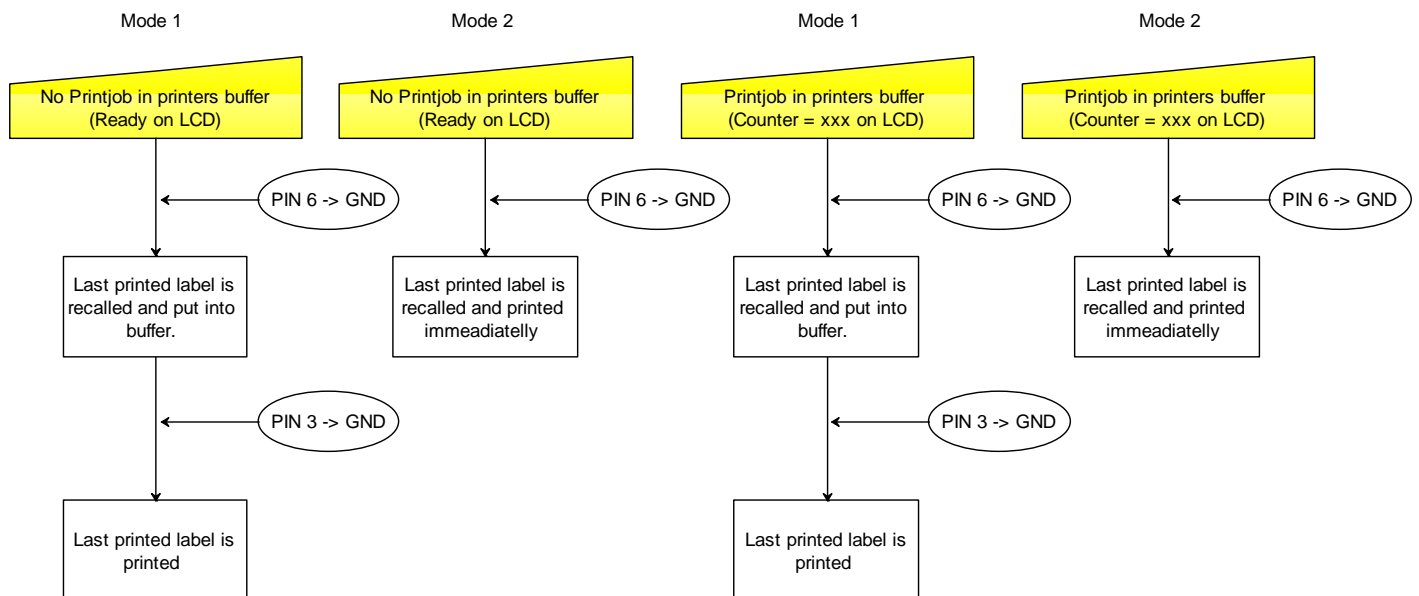 Mode 1
Mode 2
Mode 1
Mode 2
No Printjob in printers buffer
(Ready on LCD)
No Printjob in printers buffer
(Ready on LCD)
Printjob in printers buffer
(Counter = xxx on LCD)
Printjob in printers buffer
(Counter = xxx on LCD)
PIN 6 -> GND
PIN 6 -> GND
PIN 6 -> GND
PIN 6 -> GND
Last printed label is
recalled and put into
buffer.
Last printed label is
recalled and printed
immeadiatelly
Last printed label is
recalled and put into
buffer.
Last printed label is
recalled and printed
immeadiatelly
PIN 3 -> GND
PIN 3 -> GND
Last printed label is
printed
Last printed label is
printed